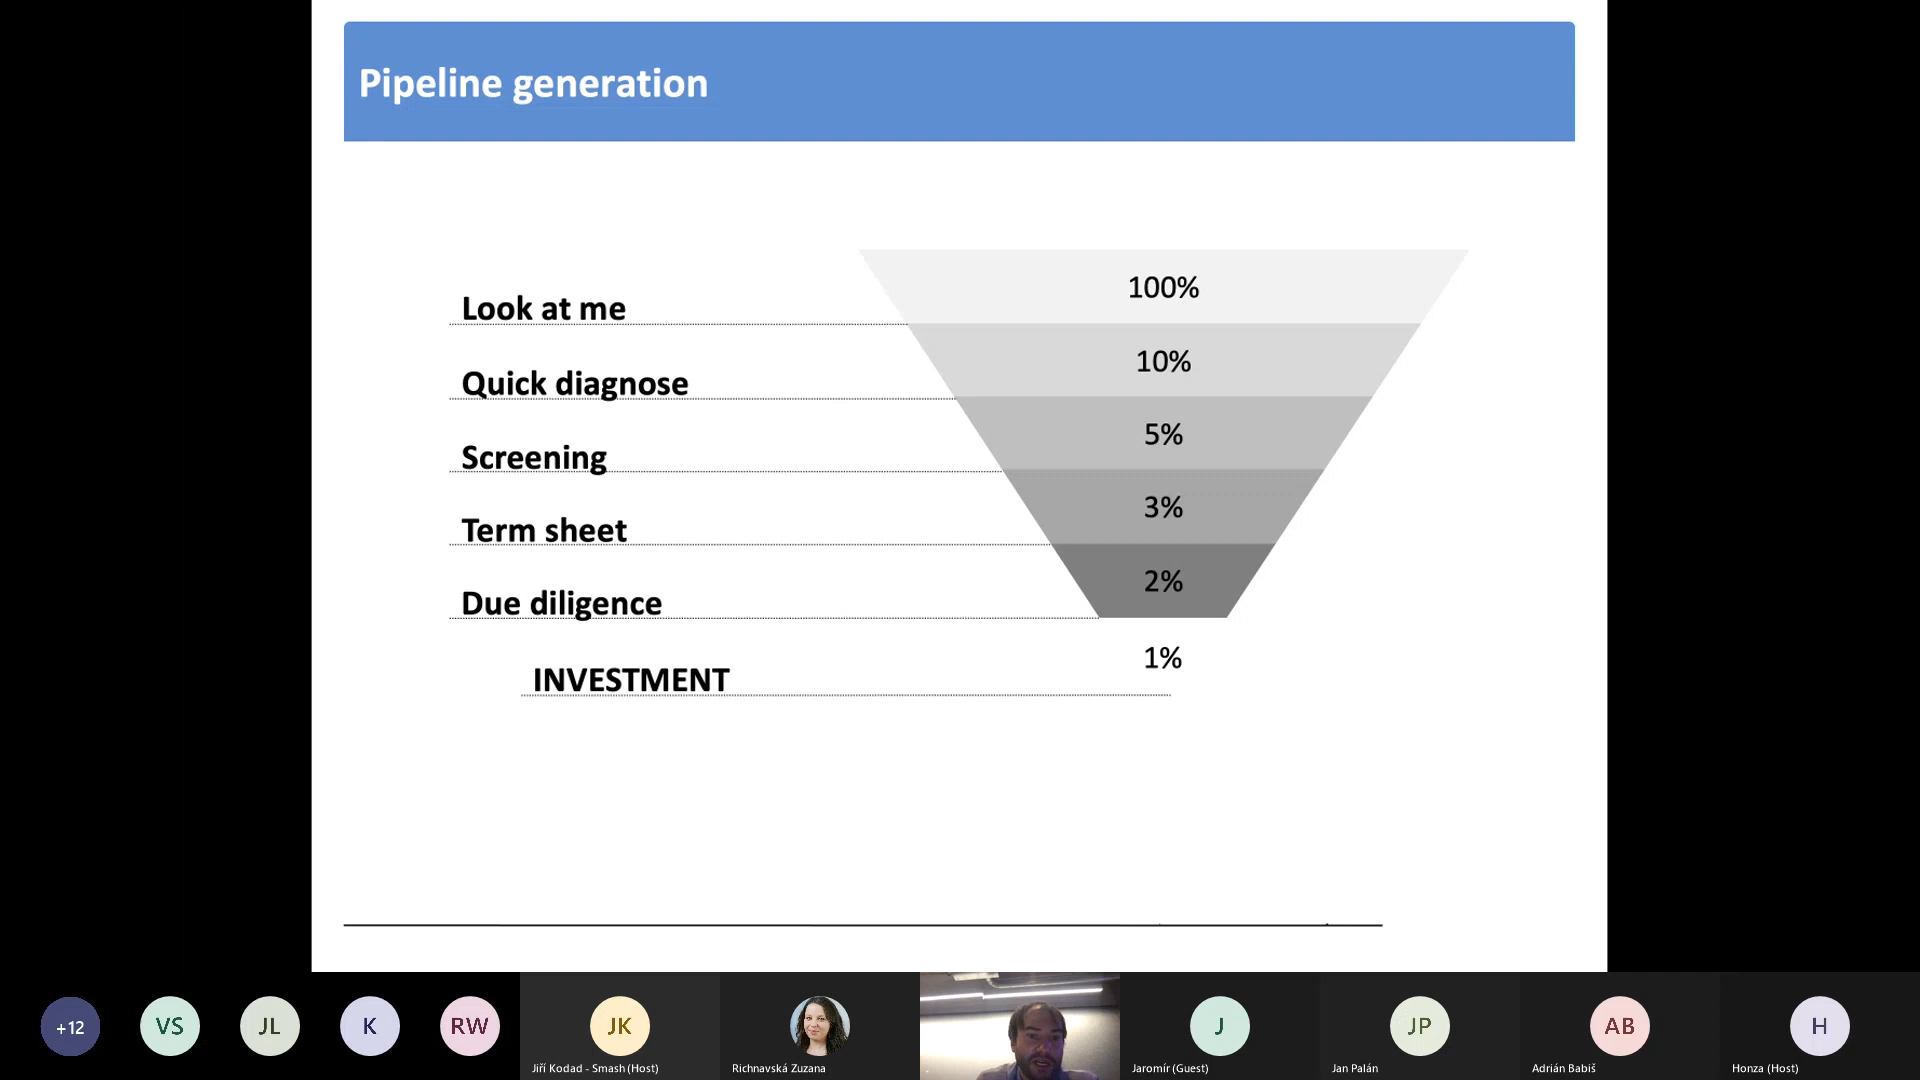 Pipeline generation
Look at me
100%
Quick diagnose
10%
Screening
5%
Term sheet
3%
Due diligence
2%
INVESTMENT
1%
+12
VS
JL
K
RW
JK
J
JP
AB
H
Jiří Kodad - Smash (Host)
Richnavská Zuzana
Jaromír (Guest)
Jan Palán
Adrián Babiš
Honza (Host)